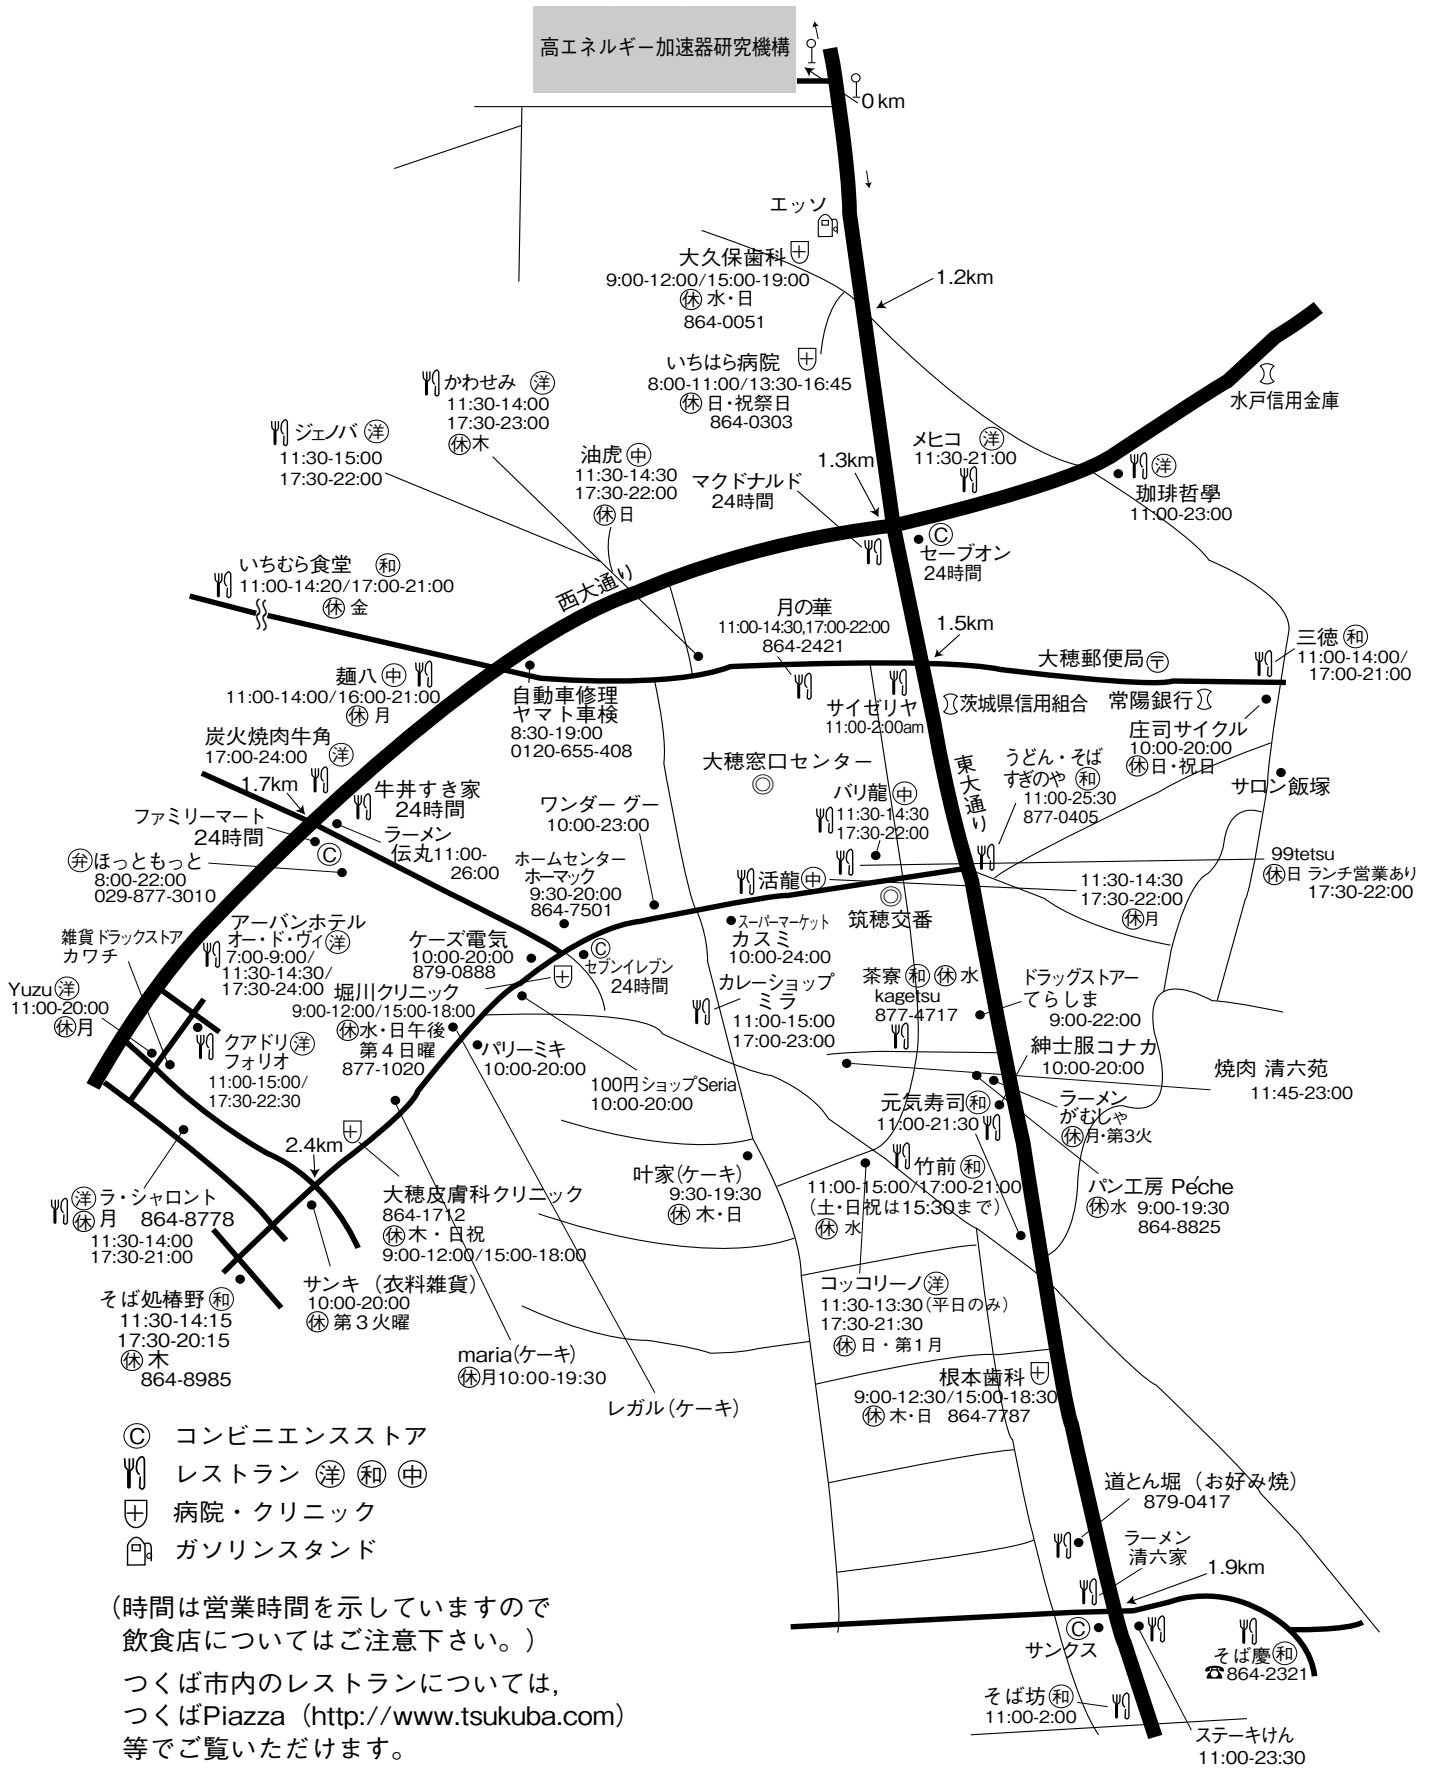 高エネルギー加速器研究機構
0 km
エッソ
大久保歯科
9:00-12:00/15:00-19:00
休 水・日
864-0051
1.2km
いちはら病院
8:00-11:00/13:30-16:45
休 日・祝祭日
864-0303
水戸信用金庫
かわせみ 洋
11:30-14:00
17:30-23:00
休 木
ジェノバ 洋
11:30-15:00
17:30-22:00
油虎 中
11:30-14:30
17:30-22:00
休 日
マクドナルド
24時間
1.3km
メヒコ 洋
11:30-21:00
洋
珈琲哲學
11:00-23:00
C
セーブオン
24時間
いちむら食堂 和
11:00-14:20/17:00-21:00
休 金
西大通り
月の華
11:00-14:30,17:00-22:00
864-2421
1.5km
大穂郵便局 〒
三徳 和
11:00-14:00/
17:00-21:00
麺八 中
11:00-14:00/16:00-21:00
休 月
自動車修理
ヤマト車検
8:30-19:00
0120-655-408
サイゼリヤ
11:00-2:00am
茨城県信用組合
常陽銀行
庄司サイクル
10:00-20:00
休 日・祝日
サロン飯塚
炭火焼肉牛角 洋
17:00-24:00
1.7km
牛丼すき家
24時間
ファミリーマート
24時間
C
ラーメン
伝丸11:00-
26:00
ワンダー グー
10:00-23:00
大穂窓口センター
◎
バリ龍 中
11:30-14:30
17:30-22:00
東大通り
うどん・そば
すぎのや 和
11:00-25:30
877-0405
弁 ほっともっと
8:00-22:00
029-877-3010
ホームセンター
ホーマック
9:30-20:00
864-7501
活龍 中
11:30-14:30
17:30-22:00
休 月
99tetsu
休 日 ランチ営業あり
17:30-22:00
◎
筑穂交番
スーパーマーケット
カスミ
10:00-24:00
雑貨 ドラックストア
カワチ
アーバンホテル
オー・ド・ヴィ 洋
7:00-9:00/
11:30-14:30/
17:30-24:00
ケーズ電気
10:00-20:00
879-0888
C
セブンイレブン
24時間
Yuzu 洋
11:00-20:00
休 月
堀川クリニック
9:00-12:00/15:00-18:00
休 水・日午後
第４日曜
877-1020
カレーショップ
ミラ
11:00-15:00
17:00-23:00
茶寮 和 休 水
kagetsu
877-4717
ドラッグストアー
てらしま
9:00-22:00
クアドリ 洋
フォリオ
11:00-15:00/
17:30-22:30
パリーミキ
10:00-20:00
100円ショップSeria
10:00-20:00
紳士服コナカ
10:00-20:00
焼肉 清六苑
11:45-23:00
元気寿司 和
11:00-21:30
ラーメン
がむしゃ
休 月・第3火
2.4km
叶家(ケーキ)
9:30-19:30
休 木・日
竹前 和
11:00-15:00/17:00-21:00
(土・日祝は15:30まで)
休 水
パン工房 Péche
休 水 9:00-19:30
864-8825
洋 ラ・シャロント
休 月 864-8778
11:30-14:00
17:30-21:00
大穂皮膚科クリニック
864-1712
休 木・日祝
9:00-12:00/15:00-18:00
そば処椿野 和
11:30-14:15
17:30-20:15
休 木
864-8985
サンキ（衣料雑貨）
10:00-20:00
休 第３火曜
コッコリーノ 洋
11:30-13:30(平日のみ)
17:30-21:30
休 日・第1月
maria(ケーキ)
休 月10:00-19:30
レガル(ケーキ)
根本歯科
9:00-12:30/15:00-18:30
休 木・日 864-7787
C コンビニエンスストア
レストラン 洋 和 中
病院・クリニック
ガソリンスタンド
道とん堀（お好み焼）
879-0417
ラーメン
清六家
1.9km
C
サンクス
そば慶 和
☎864-2321
そば坊 和
11:00-2:00
ステーキけん
11:00-23:30
（時間は営業時間を示していますので
飲食店についてはご注意下さい。）
つくば市内のレストランについては,
つくばPiazza（http://www.tsukuba.com）
等でご覧いただけます。